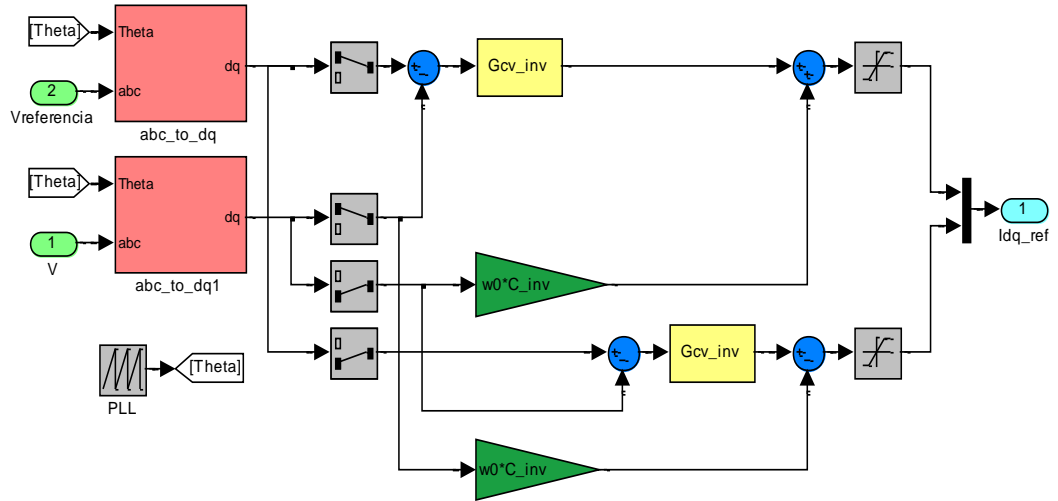 [Theta]
Theta
dq
2
abc
Vreferencia
abc_to_dq
Gcv_inv
[Theta]
Theta
dq
1
abc
V
abc_to_dq1
w0*C_inv
1
Idq_ref
Gcv_inv
[Theta]
PLL
w0*C_inv